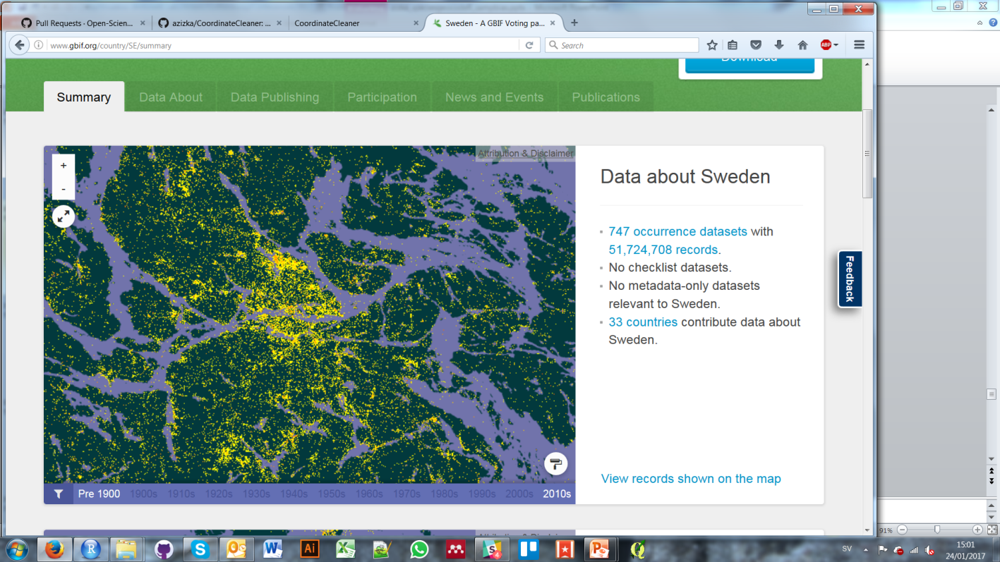 Pull Requests · Open-Scien...
azizka/CoordinateCleaner: ...
CoordinateCleaner
Sweden - A GBIF Voting pa...
www.gbif.org/country/SE/summary
Search
ABP
Download
Summary
Data About
Data Publishing
Participation
News and Events
Publications
+
-
Attribution & Disclaimer
Data about Sweden
747 occurrence datasets with
51,724,708 records.
No checklist datasets.
No metadata-only datasets
relevant to Sweden.
33 countries contribute data about
Sweden.
Feedback
View records shown on the map
Pre 1900
1900s
1910s
1920s
1930s
1940s
1950s
1960s
1970s
1980s
1990s
2000s
2010s
Attribution & Disclaimer
91%
SV
15:01
24/01/2017